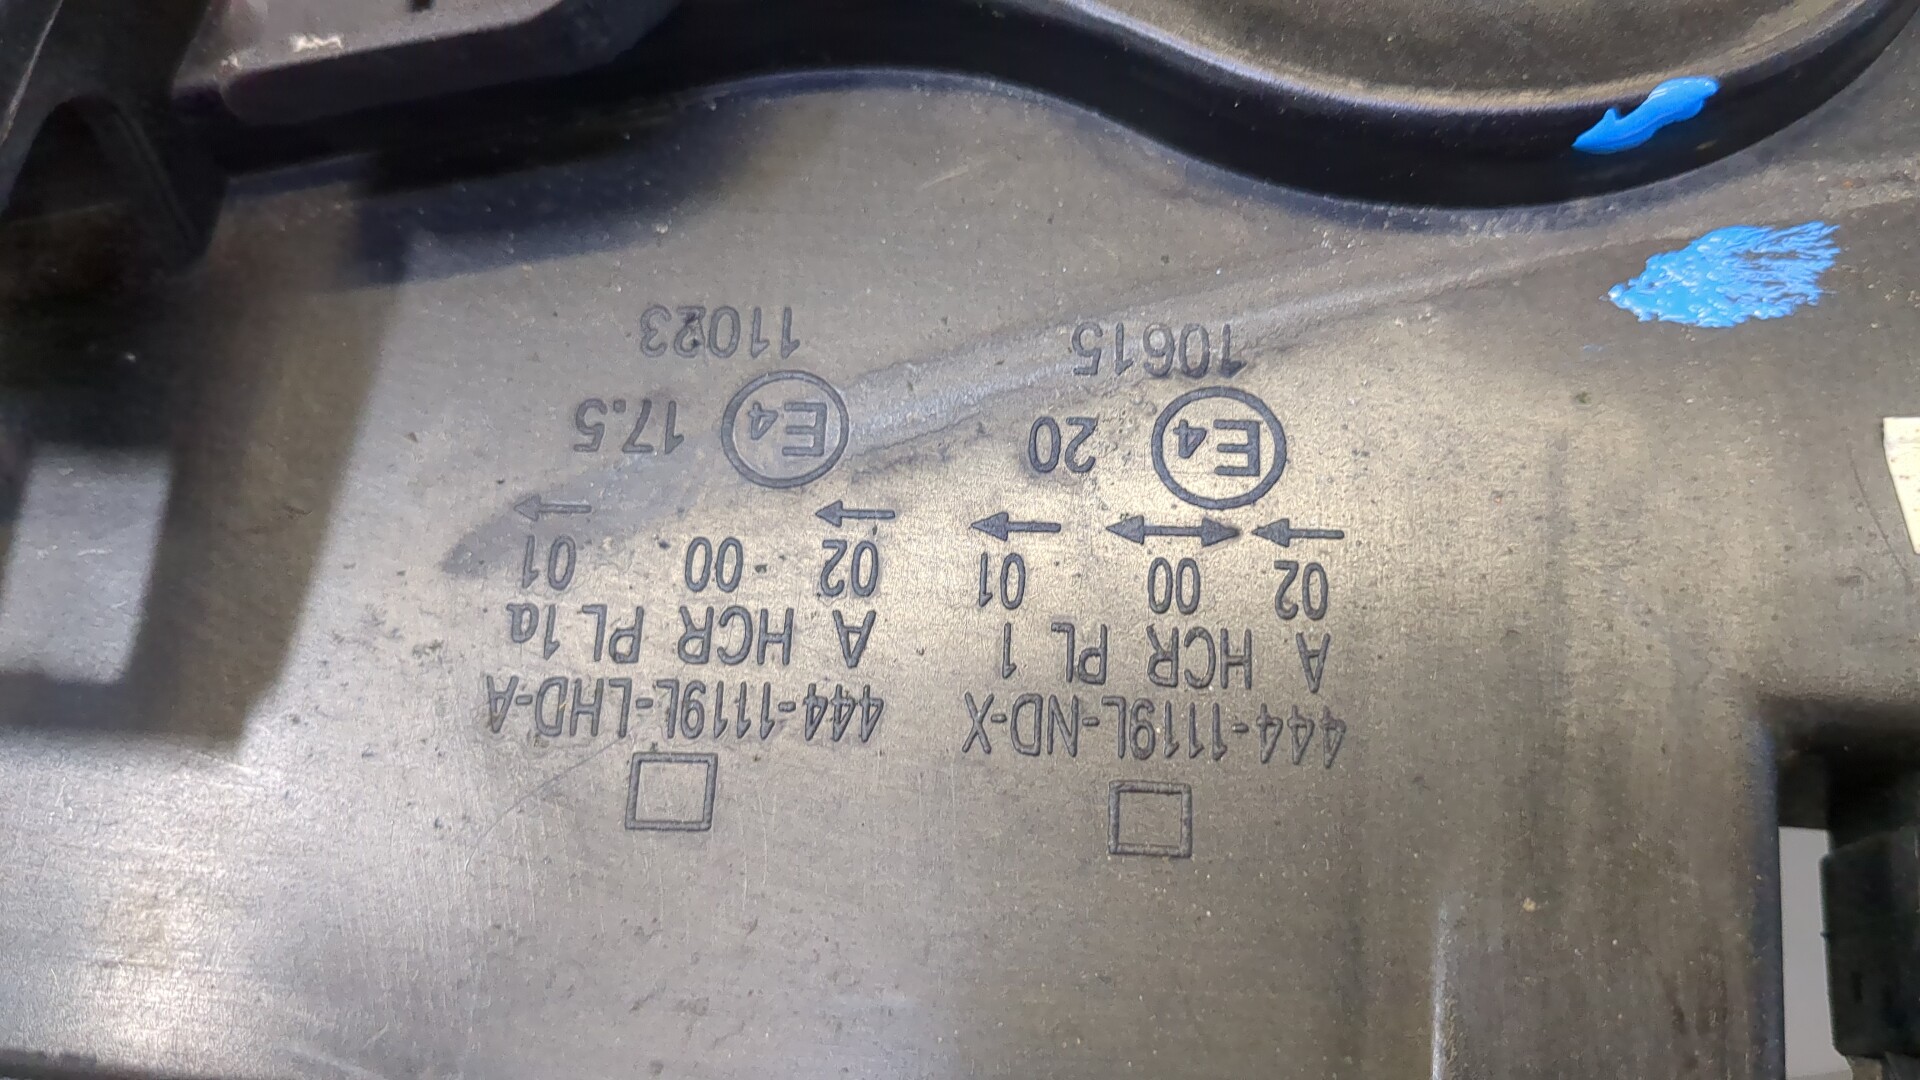 444-1119L-ND-X
A HCR PL 1
02 00 01
→ ↔ →
E4 20
10615
444-1119L-LHD-A
A HCR PL 1a
02 00 01
→ →
E4 17.5
11023